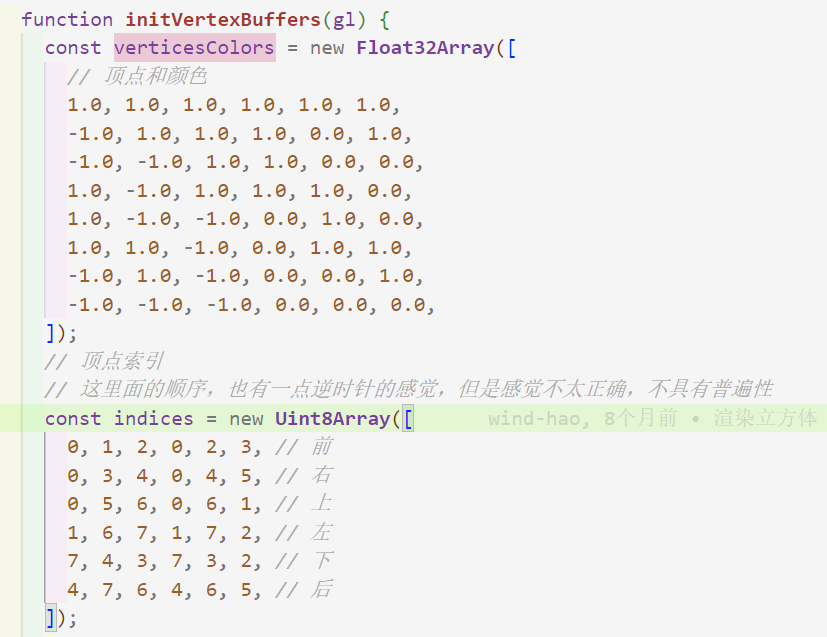 function initVertexBuffers(gl) {
const verticesColors = new Float32Array([
// 顶点和颜色
1.0, 1.0, 1.0, 1.0, 1.0, 1.0,
-1.0, 1.0, 1.0, 1.0, 0.0, 1.0,
-1.0, -1.0, 1.0, 1.0, 0.0, 0.0,
1.0, -1.0, 1.0, 1.0, 1.0, 0.0,
1.0, -1.0, -1.0, 0.0, 1.0, 0.0,
1.0, 1.0, -1.0, 0.0, 1.0, 1.0,
-1.0, 1.0, -1.0, 0.0, 0.0, 1.0,
-1.0, -1.0, -1.0, 0.0, 0.0, 0.0,
]);
// 顶点索引
// 这里面的顺序，也有一点逆时针的感觉，但是感觉不太正确，不具有普遍性
const indices = new Uint8Array([ wind-hao, 8个月前 • 渲染立方体
0, 1, 2, 0, 2, 3, // 前
0, 3, 4, 0, 4, 5, // 右
0, 5, 6, 0, 6, 1, // 上
1, 6, 7, 1, 7, 2, // 左
7, 4, 3, 7, 3, 2, // 下
4, 7, 6, 4, 6, 5, // 后
]);